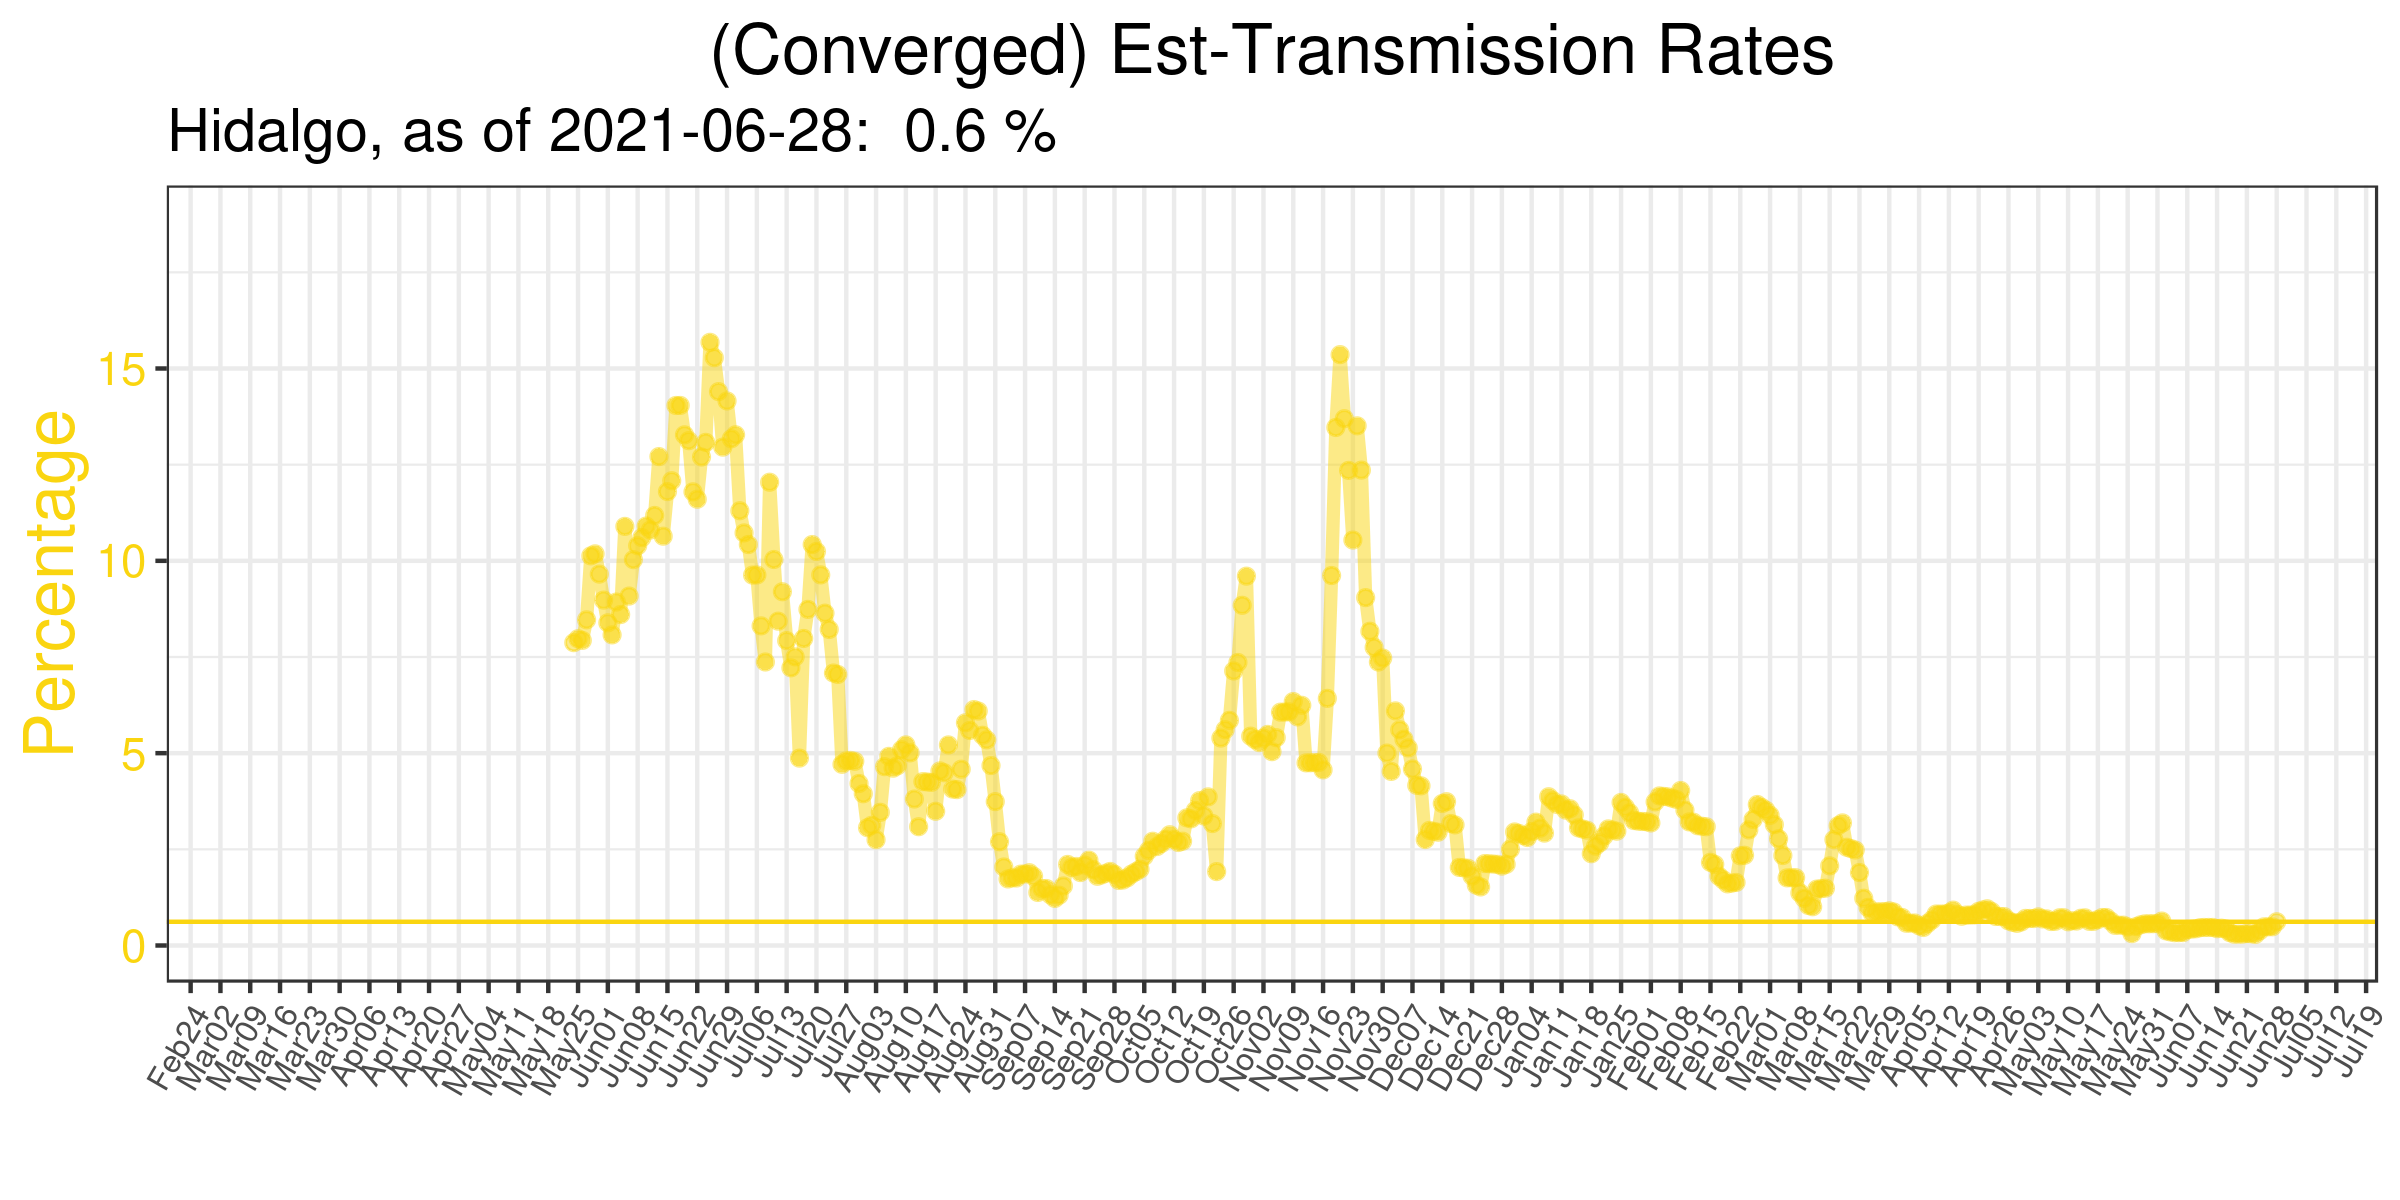 (Converged) Est-Transmission Rates
Hidalgo, as of 2021-06-28:  0.6 %
Percentage
15
10
5
0
Feb24
Mar02
Mar09
Mar16
Mar23
Mar30
Apr06
Apr13
Apr20
Apr27
May04
May11
May18
May25
Jun01
Jun08
Jun15
Jun22
Jun29
Jul06
Jul13
Jul20
Jul27
Aug03
Aug10
Aug17
Aug24
Aug31
Sep07
Sep14
Sep21
Sep28
Oct05
Oct12
Oct19
Oct26
Nov02
Nov09
Nov16
Nov23
Nov30
Dec07
Dec14
Dec21
Dec28
Jan04
Jan11
Jan18
Jan25
Feb01
Feb08
Feb15
Feb22
Mar01
Mar08
Mar15
Mar22
Mar29
Apr05
Apr12
Apr19
Apr26
May03
May10
May17
May24
May31
Jun07
Jun14
Jun21
Jun28
Jul05
Jul12
Jul19